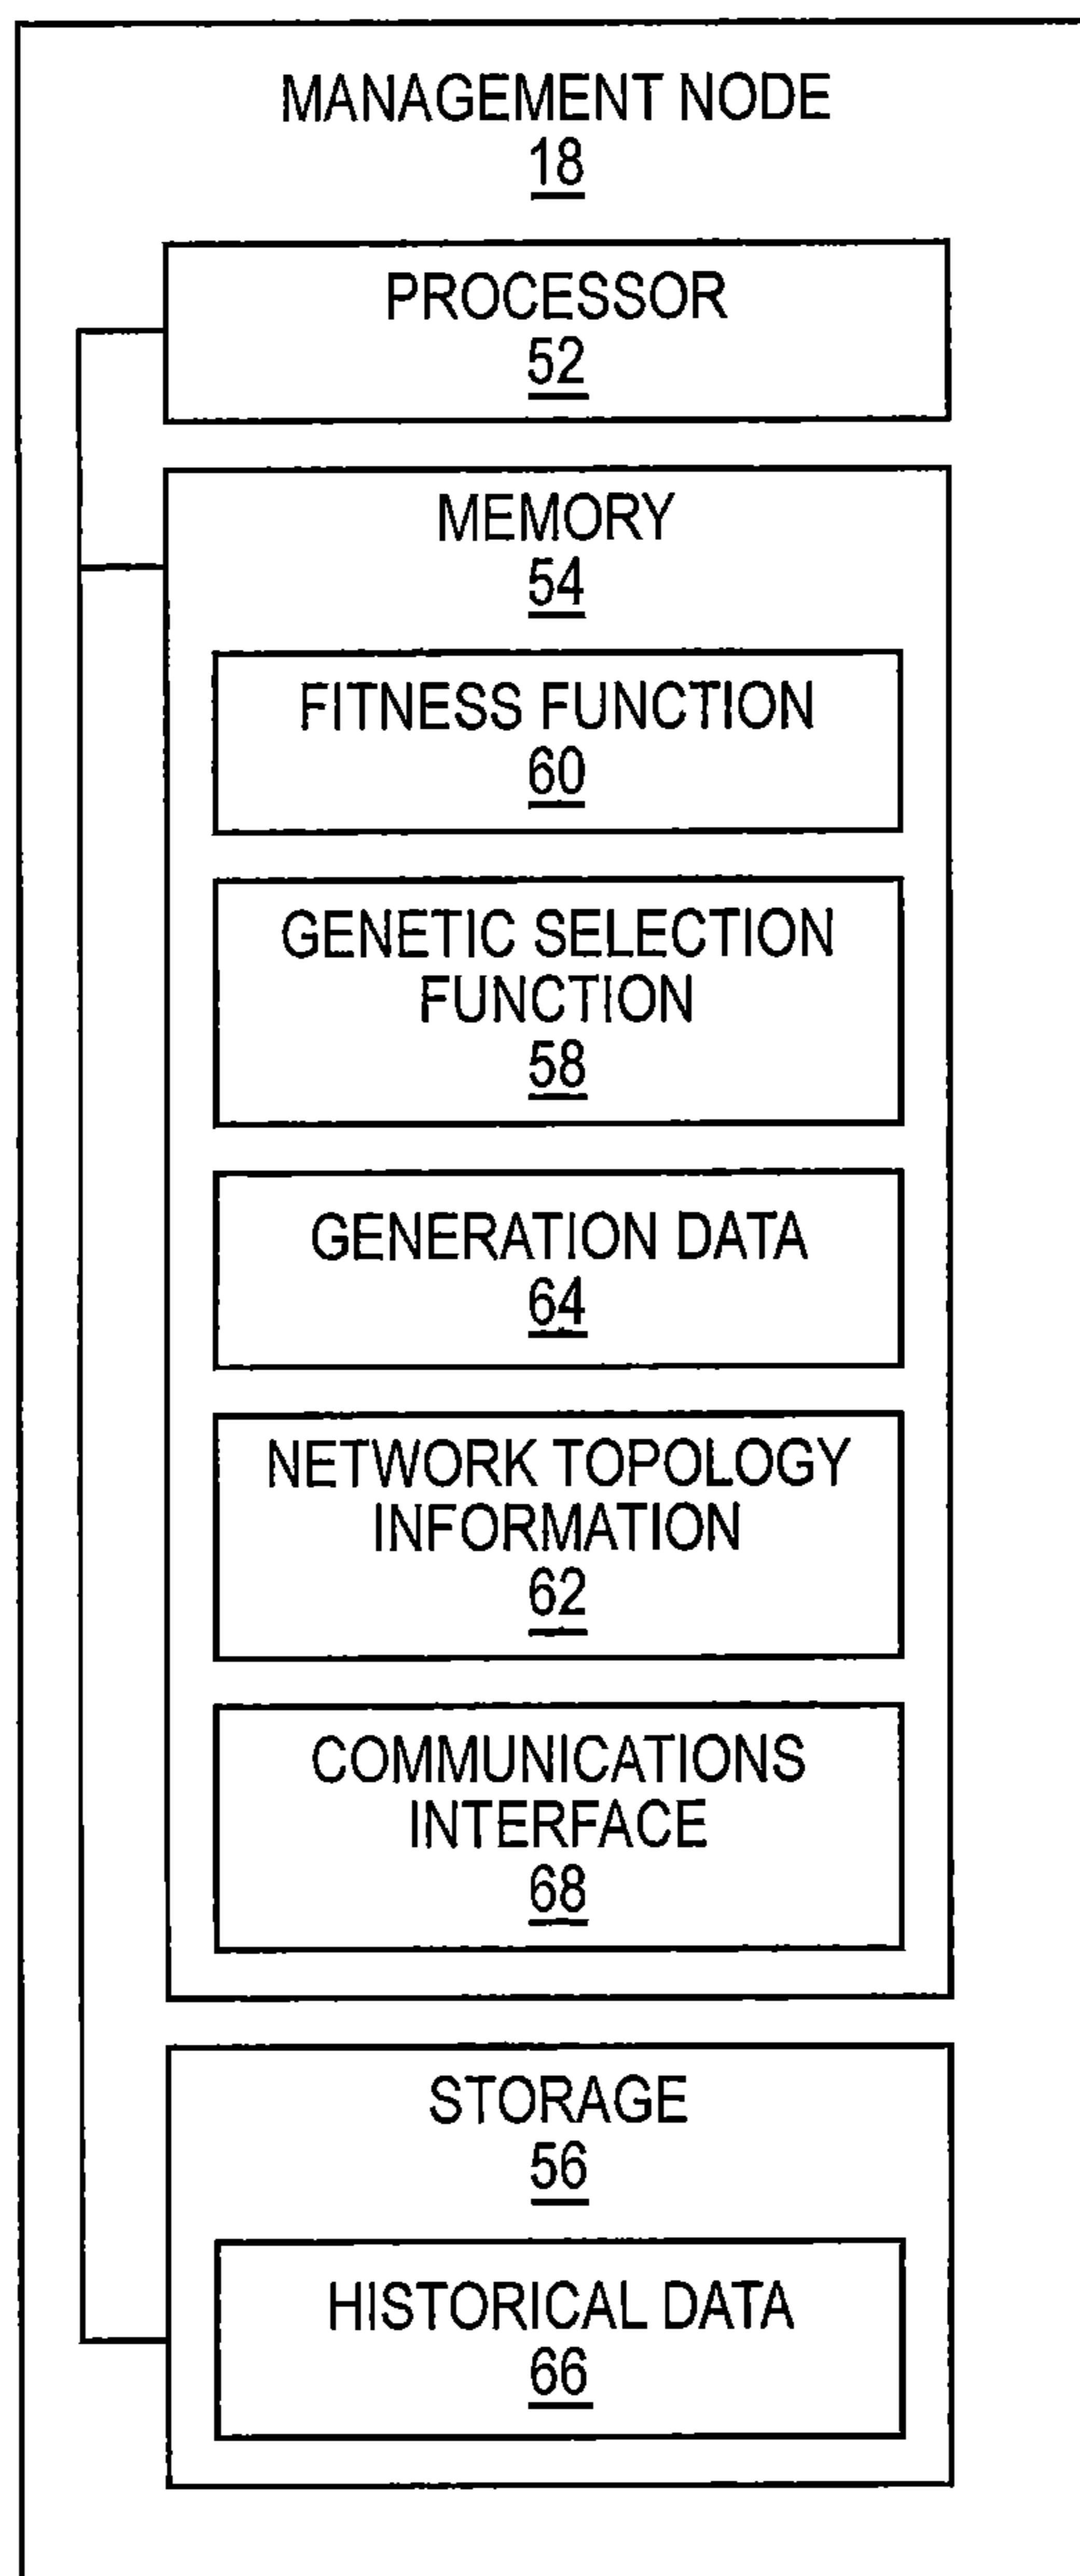 MANAGEMENT NODE
18
PROCESSOR
52
MEMORY
54
FITNESS FUNCTION
60
GENETIC SELECTION
FUNCTION
58
GENERATION DATA
64
NETWORK TOPOLOGY
INFORMATION
62
COMMUNICATIONS
INTERFACE
68
STORAGE
56
HISTORICAL DATA
66